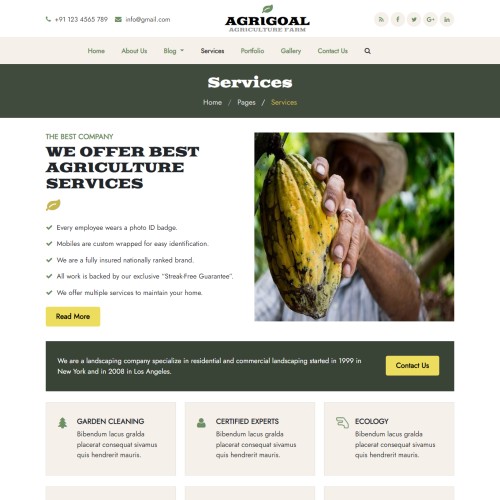 +91 123 4565 789 info@gmail.com
AGRIGOAL
AGRICULTURE FARM
Home About Us Blog Services Portfolio Gallery Contact Us
Services
Home / Pages / Services
THE BEST COMPANY
WE OFFER BEST
AGRICULTURE
SERVICES
Every employee wears a photo ID badge.
Mobiles are custom wrapped for easy identification.
We are a fully insured nationally ranked brand.
All work is backed by our exclusive “Streak-Free Guarantee”.
We offer multiple services to maintain your home.
Read More
We are a landscaping company specialize in residential and commercial landscaping started in 1999 in
New York and in 2008 in Los Angeles.
Contact Us
GARDEN CLEANING
Bibendum lacus gralda
placerat consequat sivamus
quis hendrerit mauris.
CERTIFIED EXPERTS
Bibendum lacus gralda
placerat consequat sivamus
quis hendrerit mauris.
ECOLOGY
Bibendum lacus gralda
placerat consequat sivamus
quis hendrerit mauris.